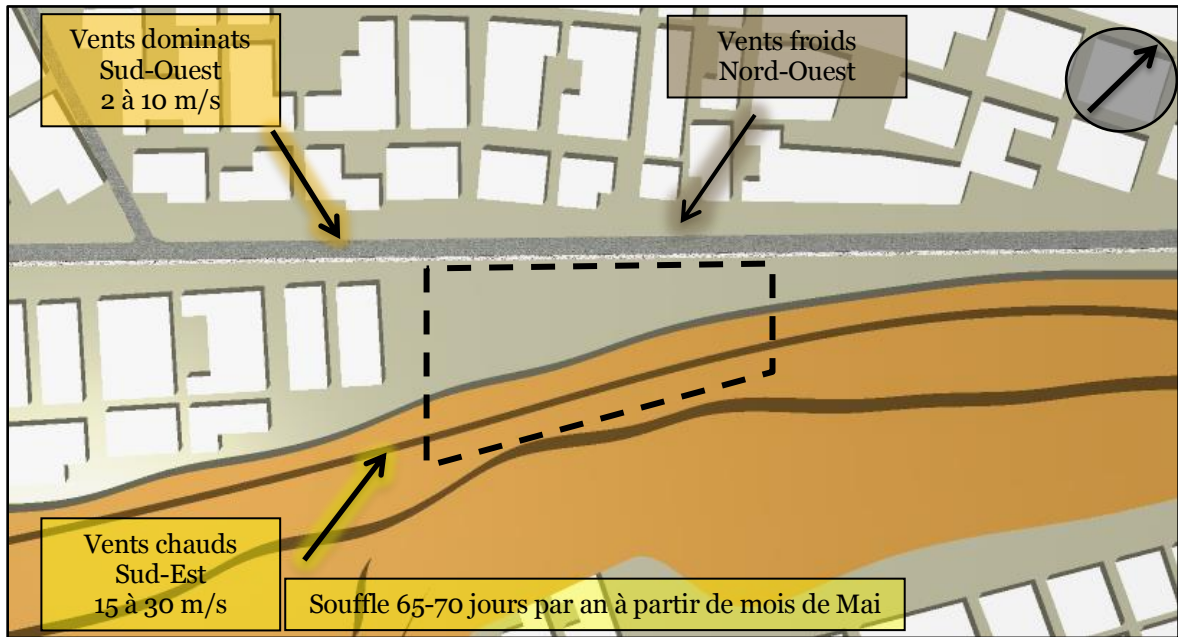 Vents dominats
Sud-Ouest
2 à 10 m/s
Vents froids
Nord-Ouest
Vents chauds
Sud-Est
15 à 30 m/s
Souffle 65-70 jours par an à partir de mois de Mai